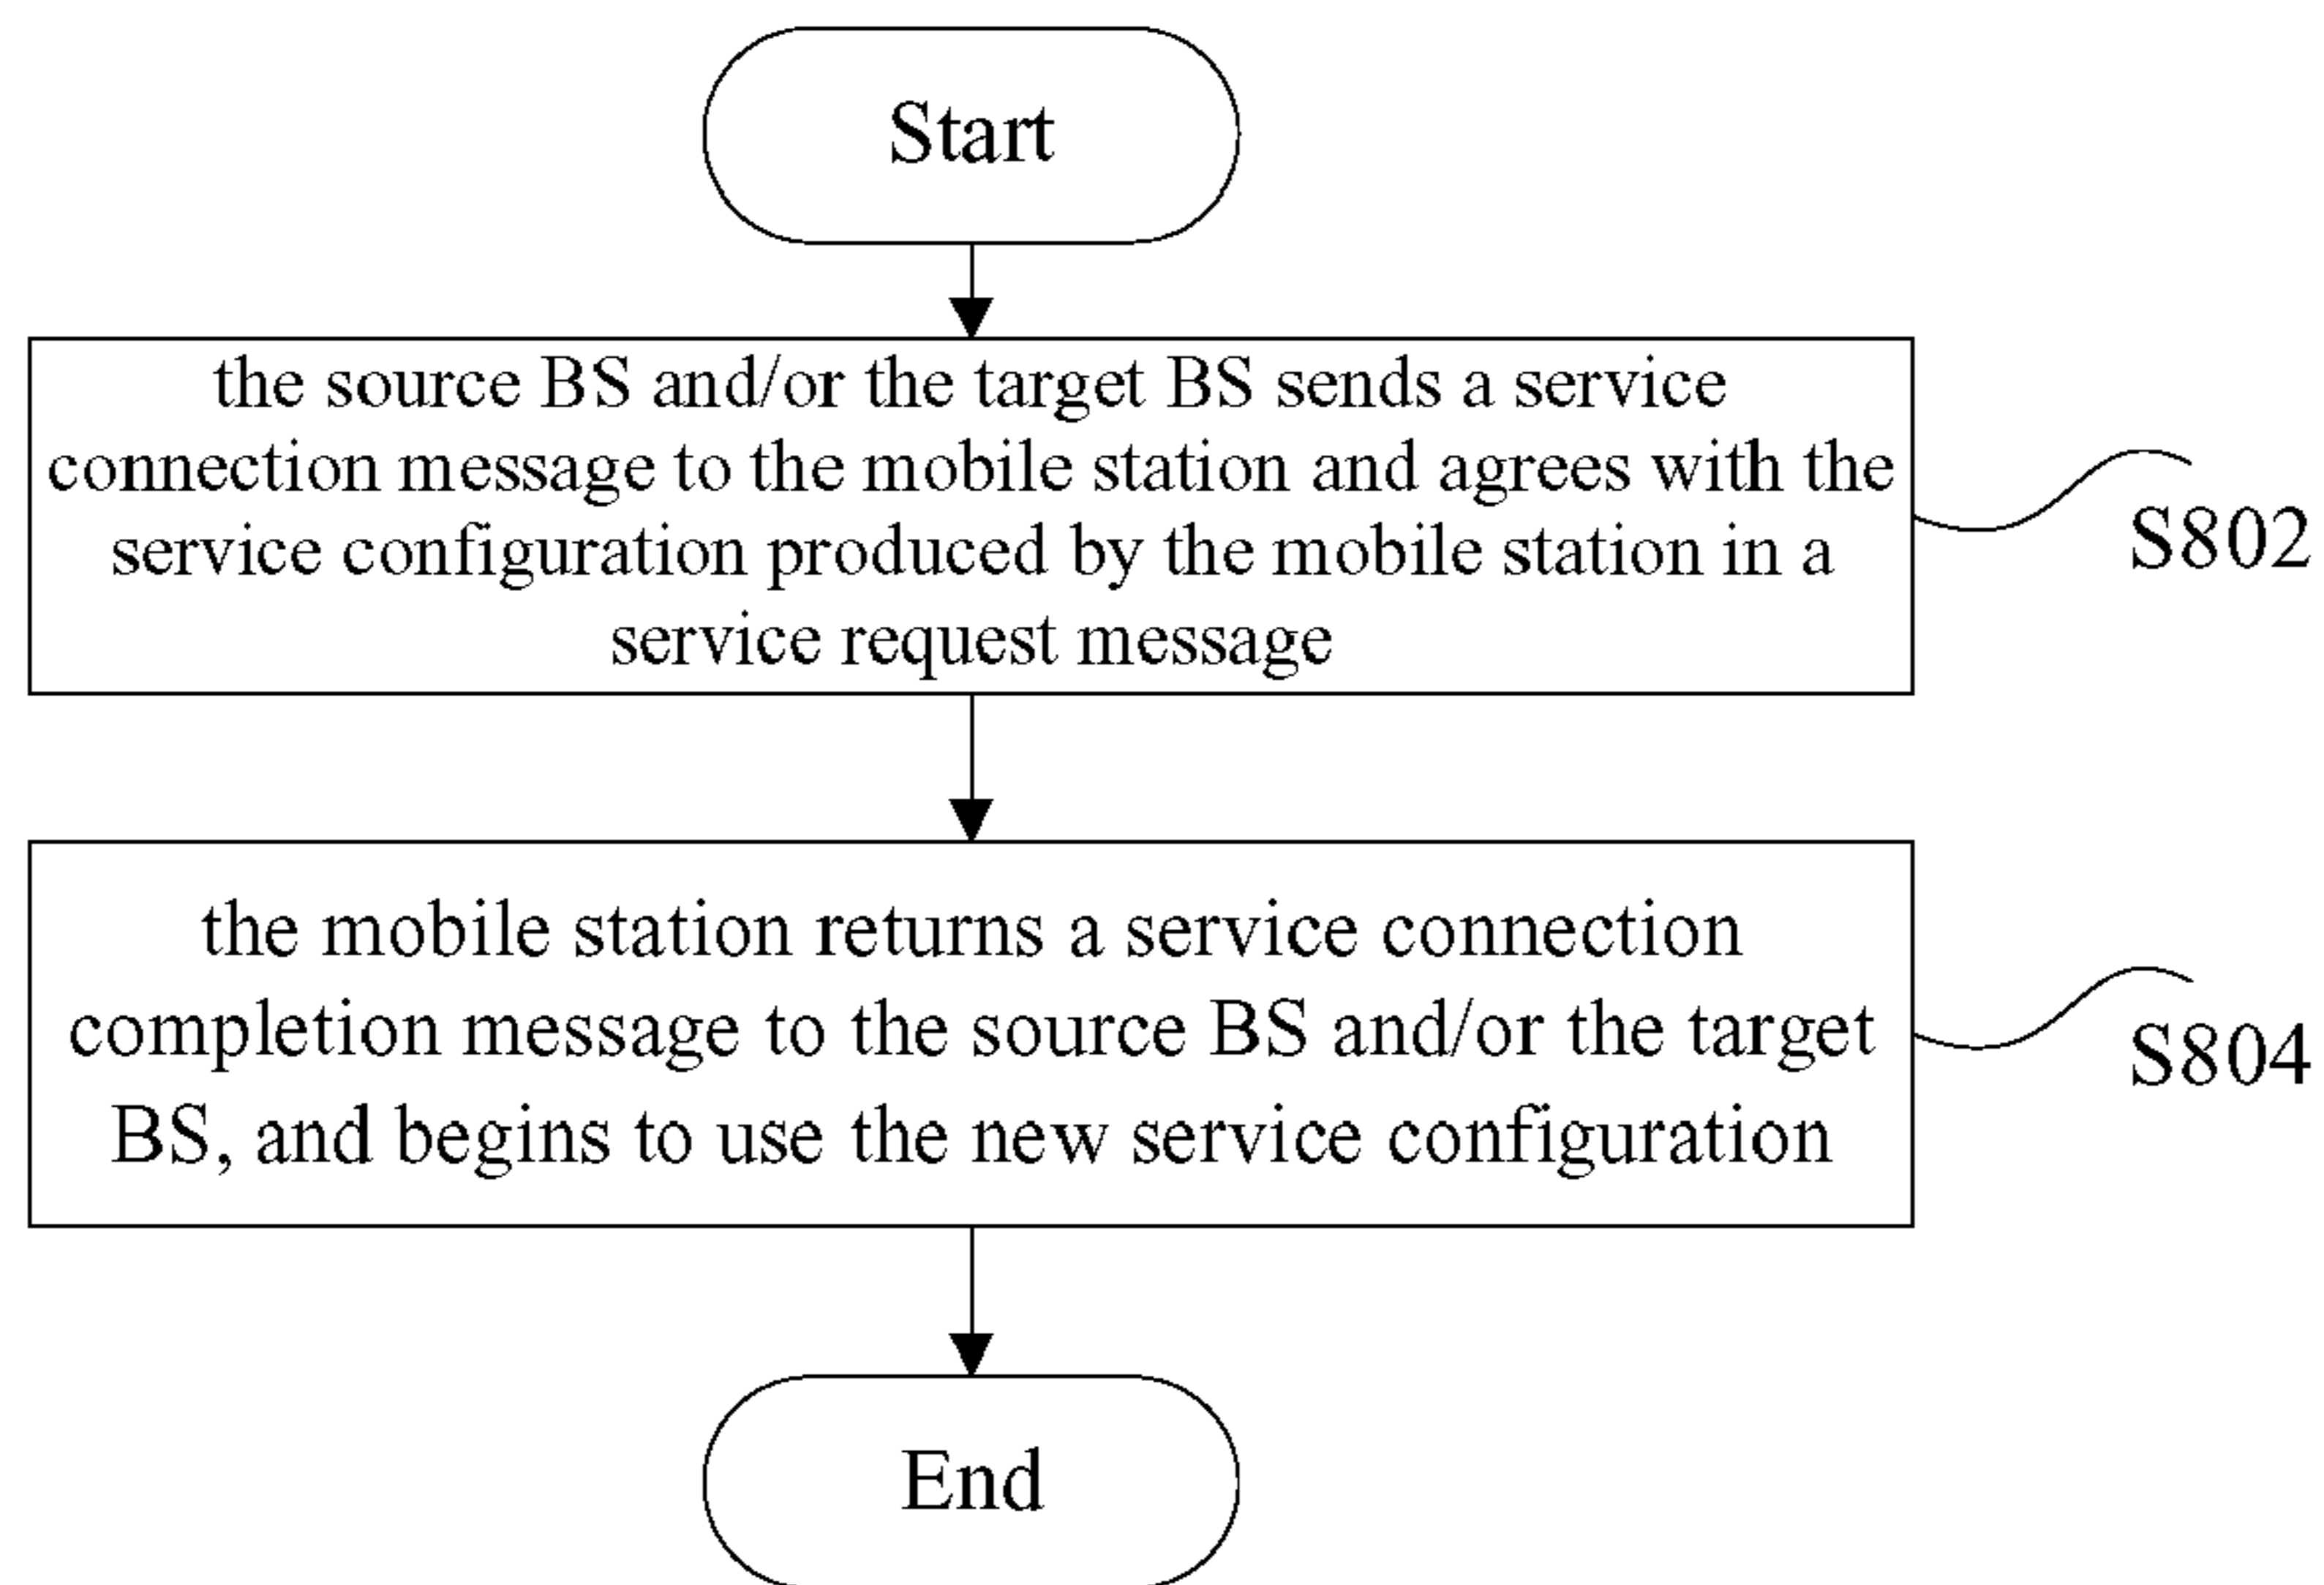 Start
the source BS and/or the target BS sends a service
connection message to the mobile station and agrees with the
service configuration produced by the mobile station in a
service request message
S802
the mobile station returns a service connection
completion message to the source BS and/or the target
BS, and begins to use the new service configuration
S804
End